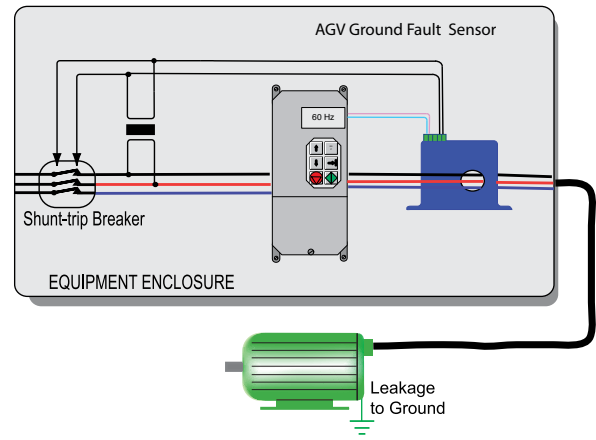 AGV Ground Fault Sensor
60 Hz
Shunt-trip Breaker
EQUIPMENT ENCLOSURE
Leakage
to Ground